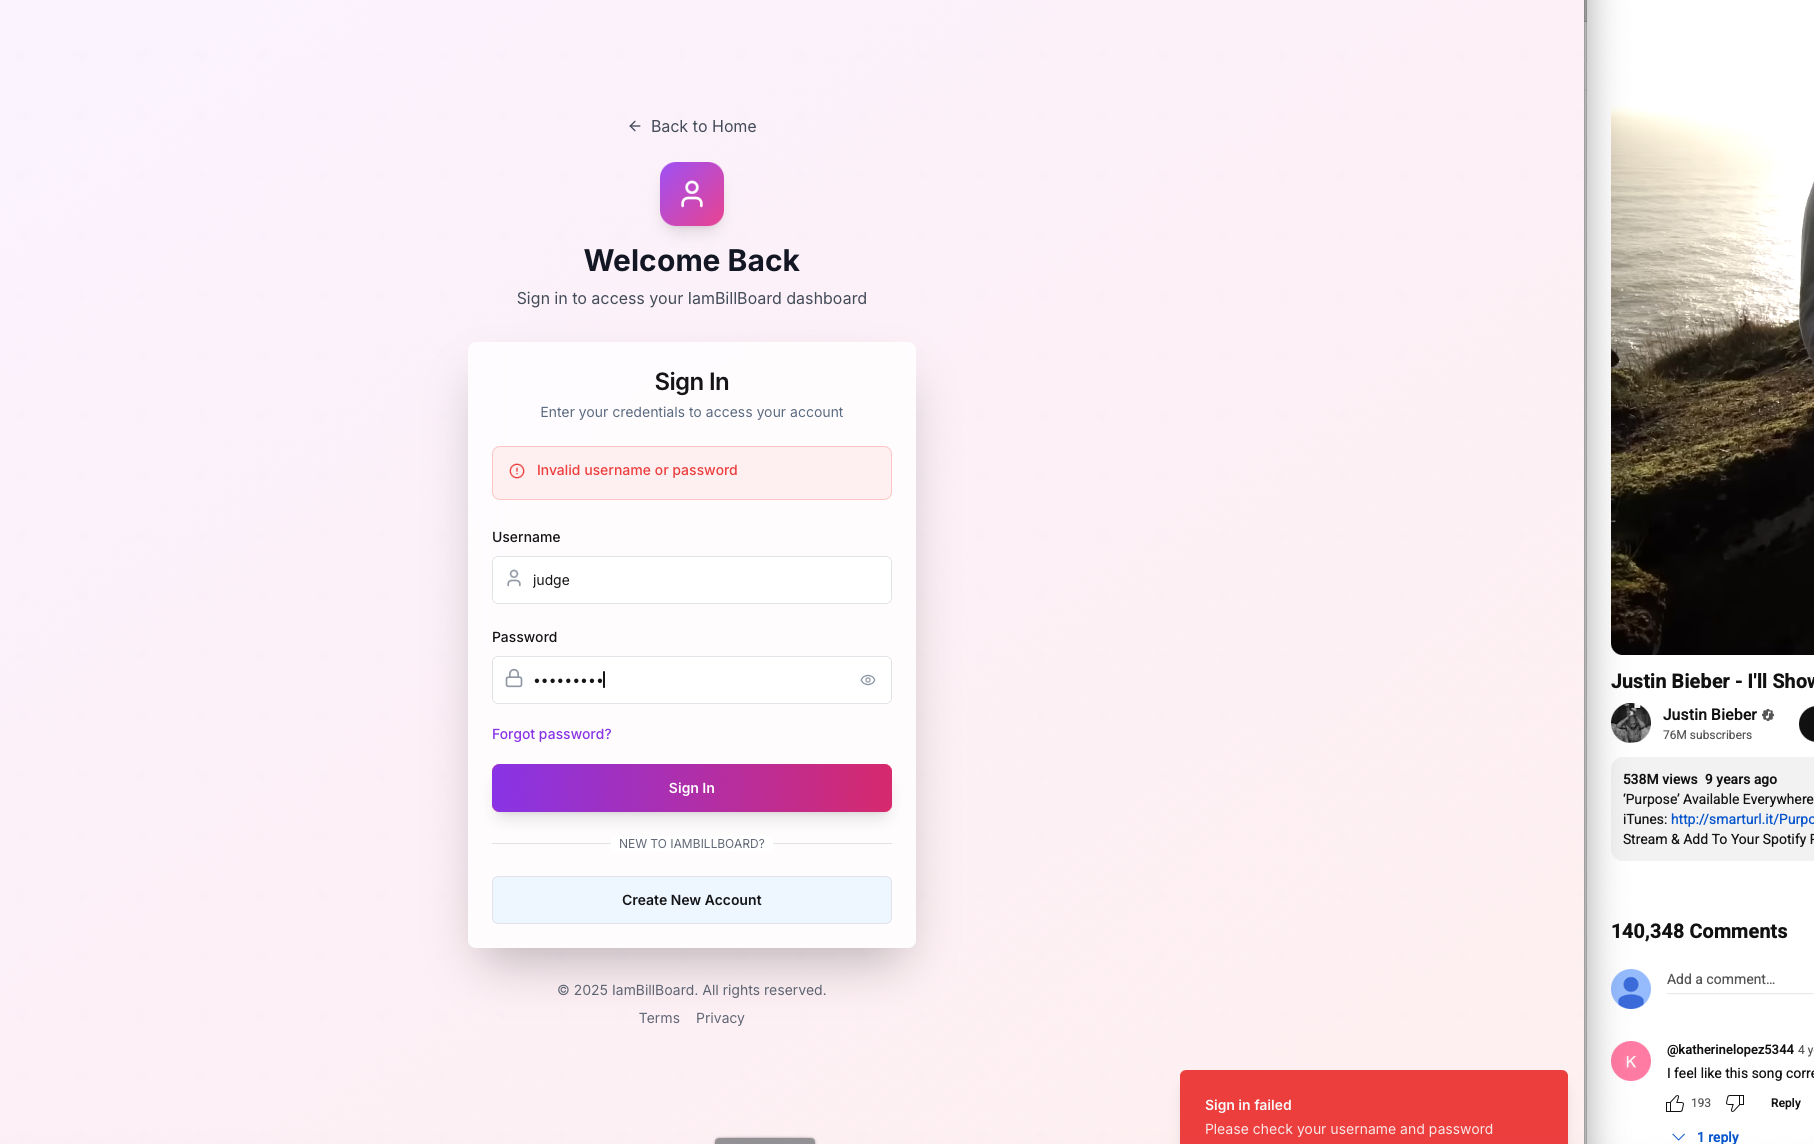 Back to Home
Welcome Back
Sign in to access your IamBillBoard dashboard
Sign In
Enter your credentials to access your account
Invalid username or password
Username
judge
Password
•••••••••
Forgot password?
Sign In
NEW TO IAMBILLBOARD?
Create New Account
© 2025 IamBillBoard. All rights reserved.
Terms Privacy
Sign in failed
Please check your username and password
Justin Bieber - I'll Show
Justin Bieber
76M subscribers
538M views 9 years ago
‘Purpose’ Available Everywhere
iTunes: http://smarturl.it/Purpo
Stream & Add To Your Spotify
140,348 Comments
Add a comment...
K
@katherinelopez5344 4 y
I feel like this song corre
193
Reply
1 reply